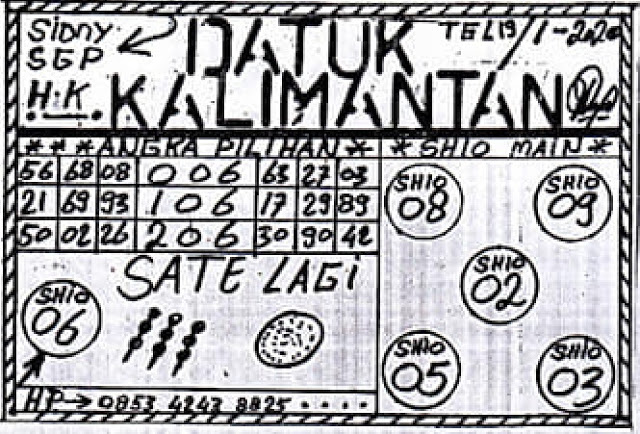 Sidny
SGP
H.K.
DATUK
KALIMANTAN
TEL 19/1-2020
* * * ANGKA PILIHAN *
56 68 08 006 63 27 03
21 69 93 106 17 29 89
50 02 26 206 30 90 42
* SHIO MAIN *
SHIO
08
SHIO
09
SHIO
02
SHIO
05
SHIO
03
SATE LAGI
SHIO
06
HP → 0853 4243 8825 ....